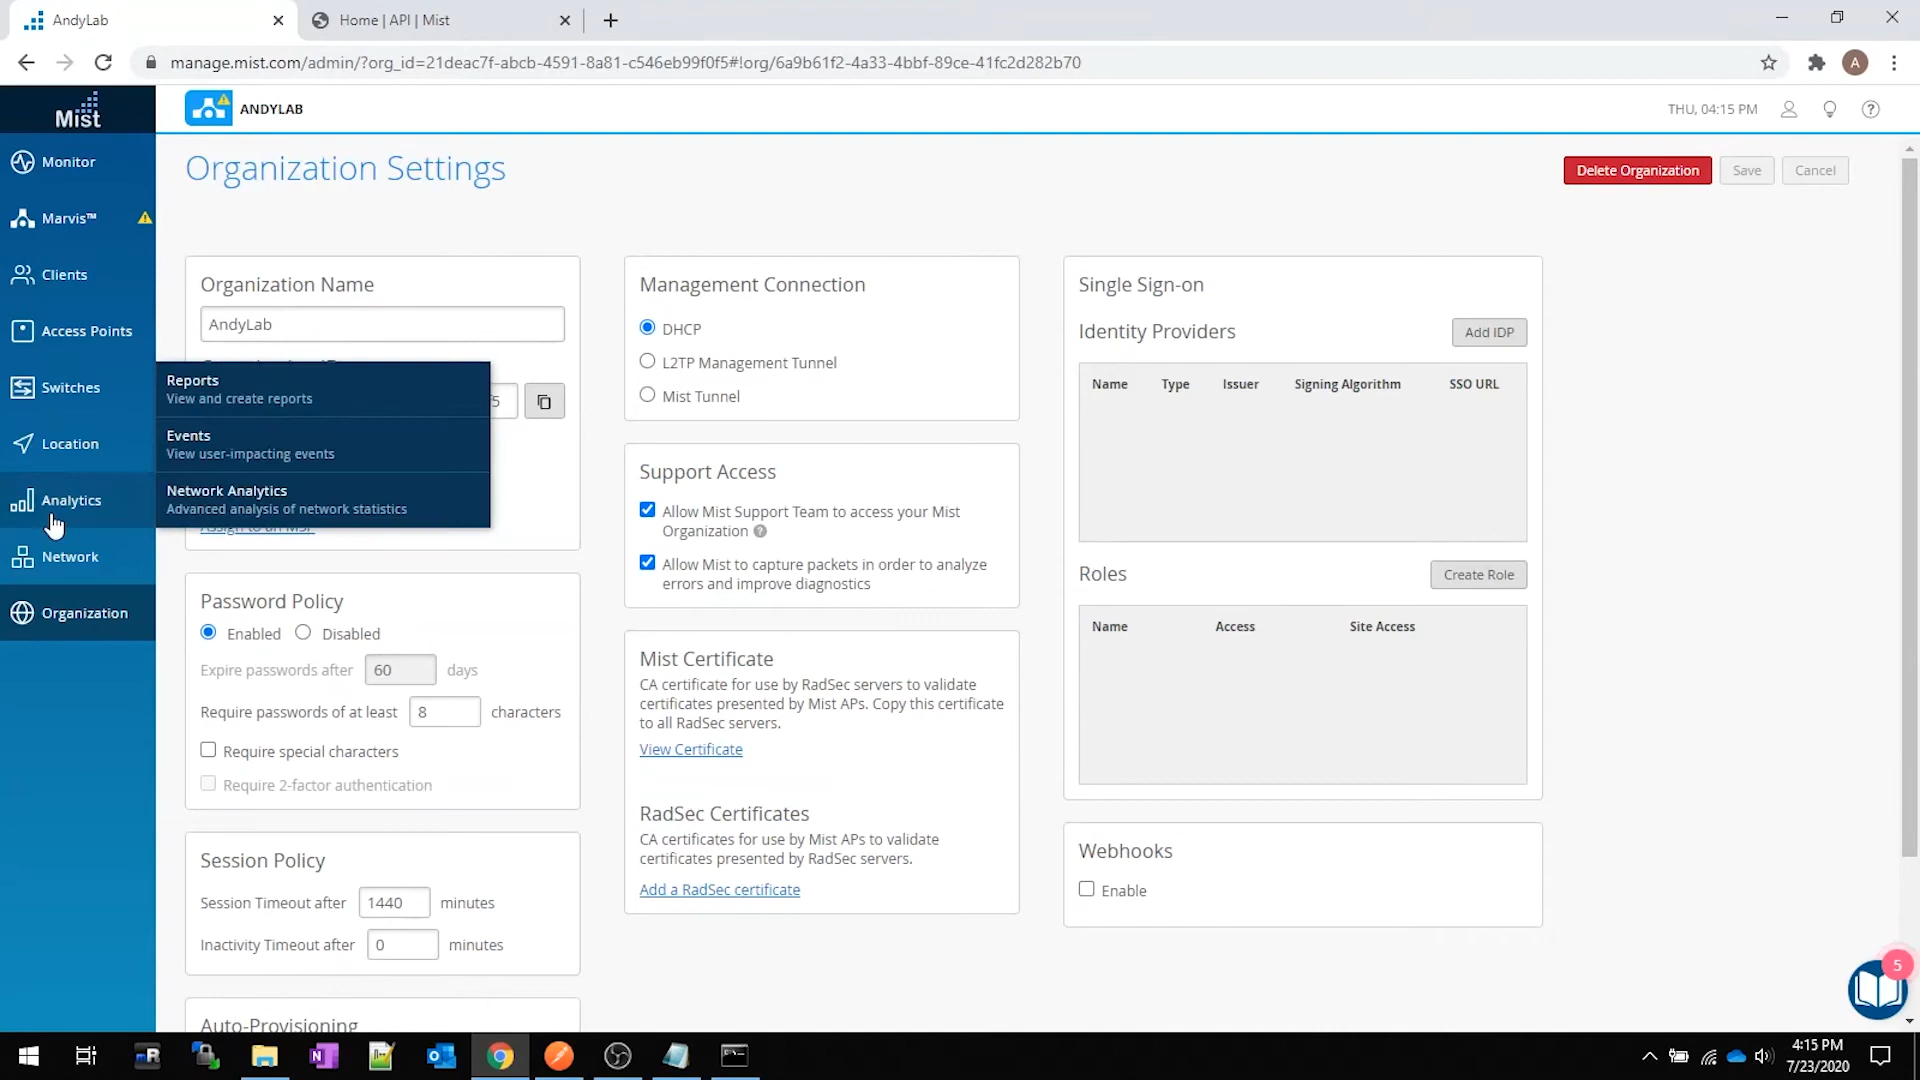 AndyLab
Home | API | Mist
manage.mist.com/admin/?org_id=21deac7f-abcb-4591-8a81-c546eb99f0f5#!org/6a9b61f2-4a33-4bbf-89ce-41fc2d282b70
A
Mist
ANDYLAB
THU, 04:15 PM
Monitor
Marvis™
Clients
Access Points
Switches
Location
Analytics
Network
Organization
Reports
View and create reports
Events
View user-impacting events
Network Analytics
Advanced analysis of network statistics
Organization Settings
Delete Organization
Save
Cancel
Organization Name
AndyLab
f5
Assign to an MSP
Password Policy
Enabled
Disabled
Expire passwords after 60 days
Require passwords of at least 8 characters
Require special characters
Require 2-factor authentication
Session Policy
Session Timeout after 1440 minutes
Inactivity Timeout after 0 minutes
Auto-Provisioning
Management Connection
DHCP
L2TP Management Tunnel
Mist Tunnel
Support Access
Allow Mist Support Team to access your Mist
Organization ?
Allow Mist to capture packets in order to analyze
errors and improve diagnostics
Mist Certificate
CA certificate for use by RadSec servers to validate
certificates presented by Mist APIs. Copy this certificate
to all RadSec servers.
View Certificate
RadSec Certificates
CA certificates for use by Mist APIs to validate
certificates presented by RadSec servers.
Add a RadSec certificate
Single Sign-on
Identity Providers
Add IDP
Name Type Issuer Signing Algorithm SSO URL
Roles
Create Role
Name Access Site Access
Webhooks
Enable
5
4:15 PM
7/23/2020